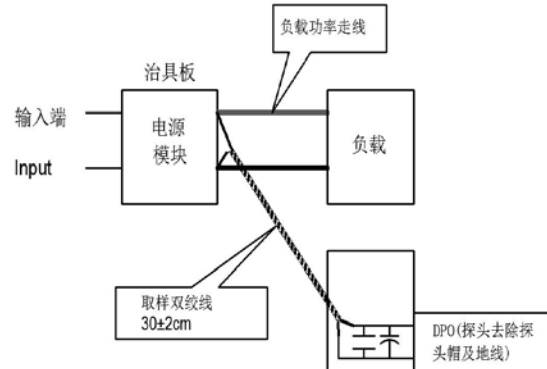 负载功率走线
治具板
输入端
Input
电源
模块
负载
取样双绞线
30±2cm
DPO(探头去除探
头帽及地线)